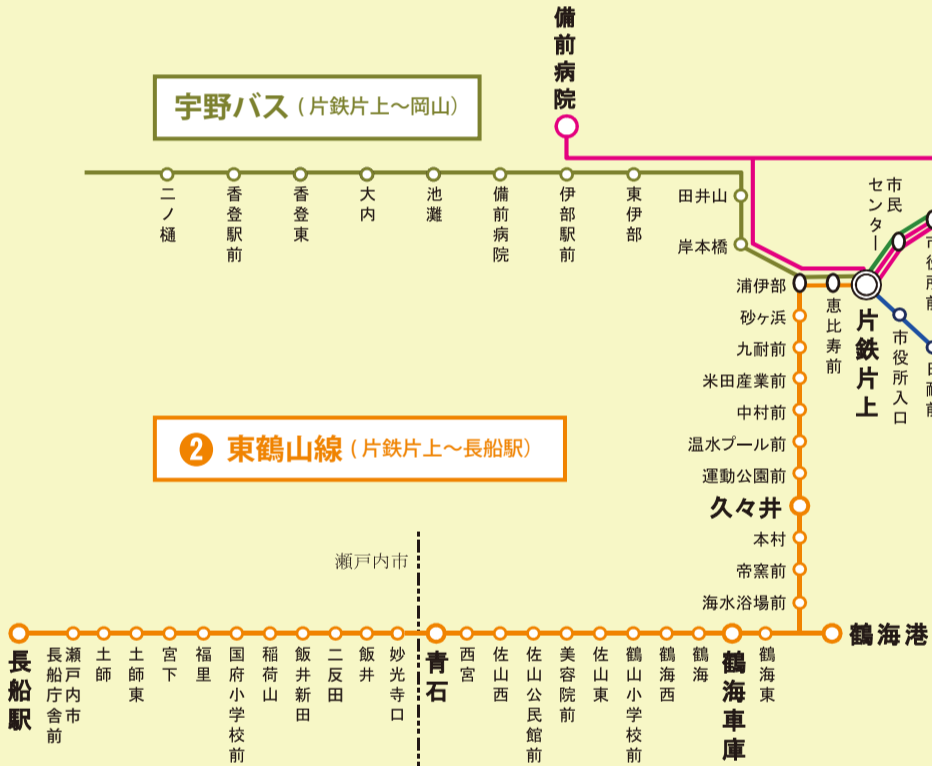 備前病院
宇野バス（片鉄片上～岡山）
二ノ樋
香登駅前
香登東
大内
池灘
備前病院
伊部駅前
東伊部
田井山
岸本橋
市民
センター
市役所前
浦伊部
恵比寿前
片鉄片上
市役所入口
砂ヶ浜
九耐前
米田産業前
中村前
温水プール前
運動公園前
久々井
本村
帝窯前
海水浴場前
❷ 東鶴山線（片鉄片上～長船駅）
瀬戸内市
長船駅
瀬戸内市
長船庁舎前
土師
土師東
宮下
福里
国府小学校前
稲荷山
飯井新田
二反田
飯井
妙光寺口
青石
西宮
佐山西
佐山公民館前
美容院前
佐山東
鶴山小学校前
鶴海西
鶴海
鶴海車庫
鶴海東
鶴海港